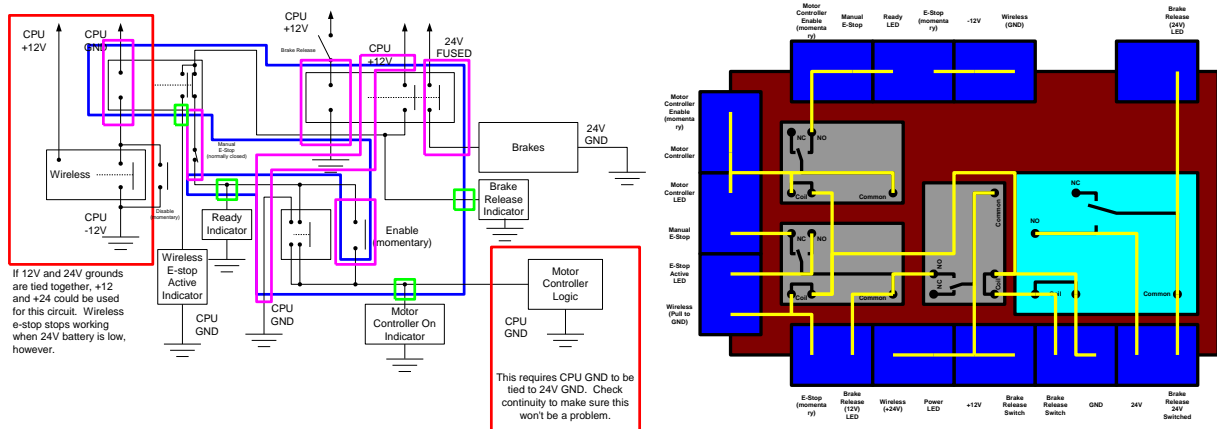 CPU
+12V
CPU
GND
CPU
+12V
Brake Release
CPU
+12V
24V
FUSED
Manual
E-Stop
(normally closed)
Wireless
Disable
(momentary)
CPU
-12V
24V
GND
Brakes
Brake
Release
Indicator
Ready
Indicator
Enable
(momentary)
Wireless
E-stop
Active
Indicator
CPU
GND
CPU
GND
Motor
Controller On
Indicator
Motor
Controller
Logic
CPU
GND
If 12V and 24V grounds
are tied together, +12
and +24 could be used
for this circuit. Wireless
e-stop stops working
when 24V battery is low,
however.
This requires CPU GND to be
tied to 24V GND. Check
continuity to make sure this
won't be a problem.
Motor
Controller
Enable
(momenta
ry)
Manual
E-Stop
Ready
LED
E-Stop
(momenta
ry)
-12V
Wireless
(GND)
Brake
Release
(24V)
LED
Motor
Controller
Enable
(momenta
ry)
Motor
Controller
Motor
Controller
LED
Manual
E-Stop
E-Stop
Active
LED
Wireless
(Pull to
GND)
NC
NO
Coil
Common
NC
NO
Coil
Common
Common
NO
NC
Coil
NC
NO
Coil
Common
E-Stop
(momenta
ry)
Brake
Release
(12V)
LED
Wireless
(+24V)
Power
LED
+12V
Brake
Release
Switch
Brake
Release
Switch
GND
24V
Brake
Release
24V
Switched